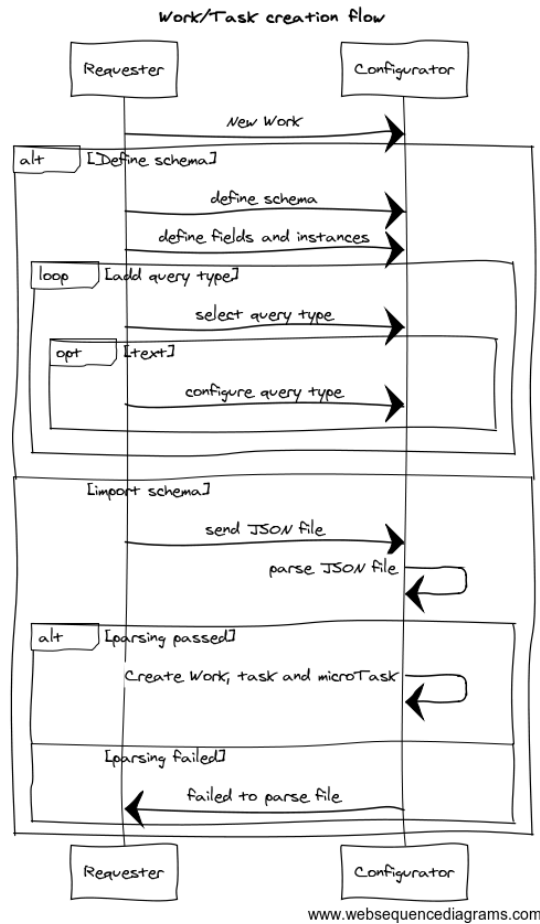 Work/Task creation flow
Requester
Configurator
New Work
alt
[Define schema]
define schema
define fields and instances
loop
[add query type]
select query type
opt
[text]
configure query type
[import schema]
send JSON file
parse JSON file
alt
[parsing passed]
Create Work, task and microTask
[parsing failed]
failed to parse file
Requester
Configurator
www.websequencediagrams.com